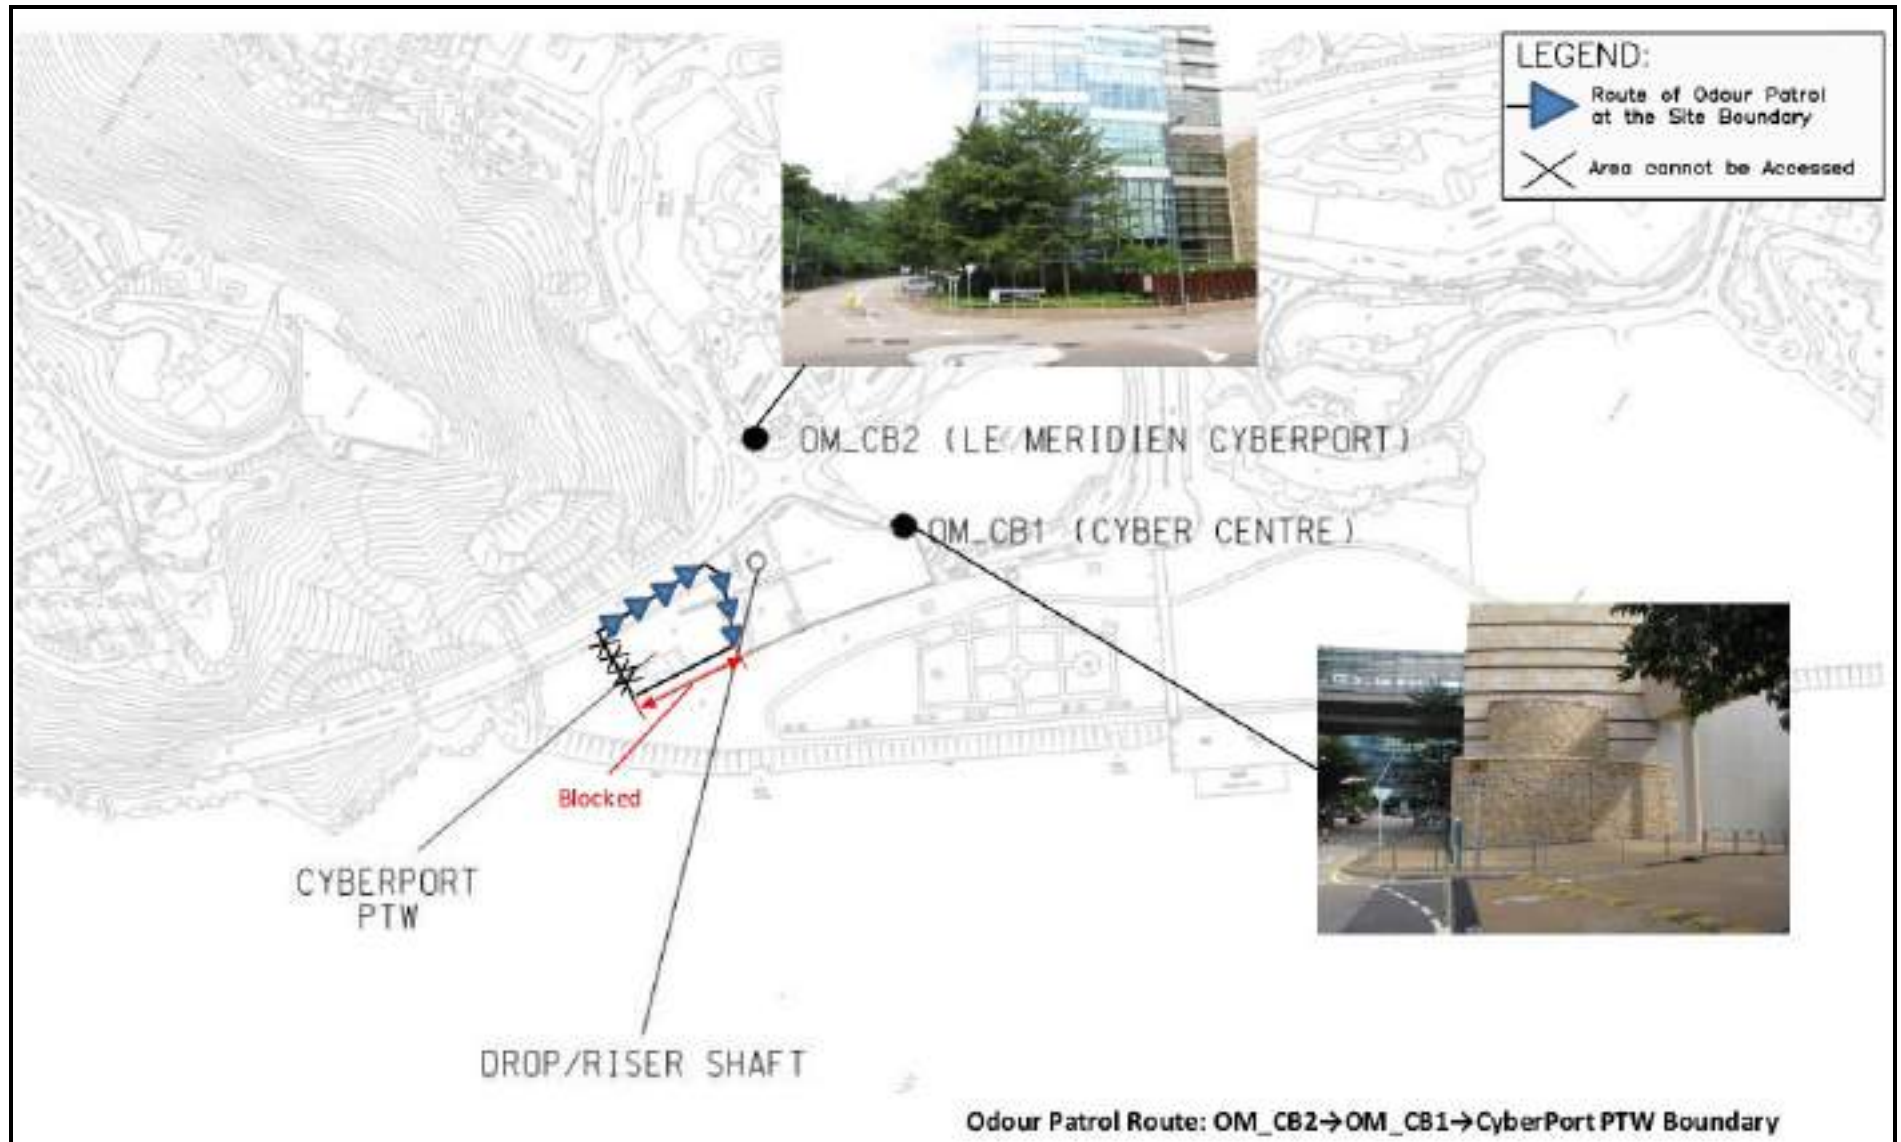 LEGEND:
Route of Odour Patrol
at the Site Boundary
Area cannot be Accessed
OM_CB2 (LE MERIDIEN CYBERPORT)
OM_CB1 (CYBER CENTRE)
Blocked
CYBERPORT
PTW
DROP/RISER SHAFT
Odour Patrol Route: OM_CB2→OM_CB1→CyberPort PTW Boundary